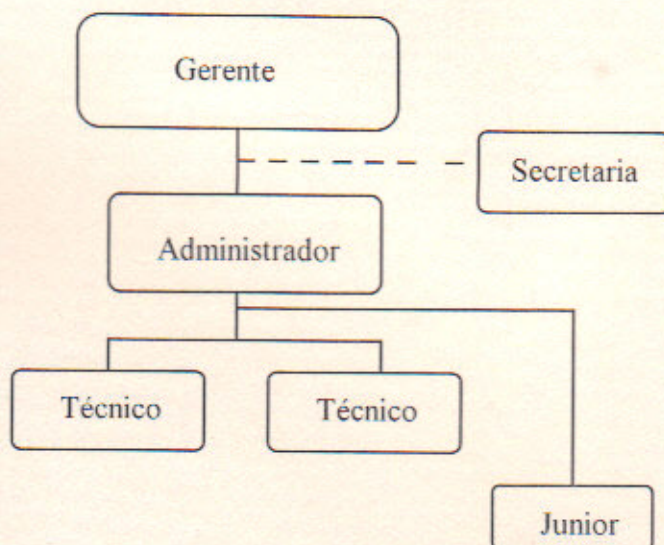 Gerente
Secretaria
Administrador
Técnico
Técnico
Junior